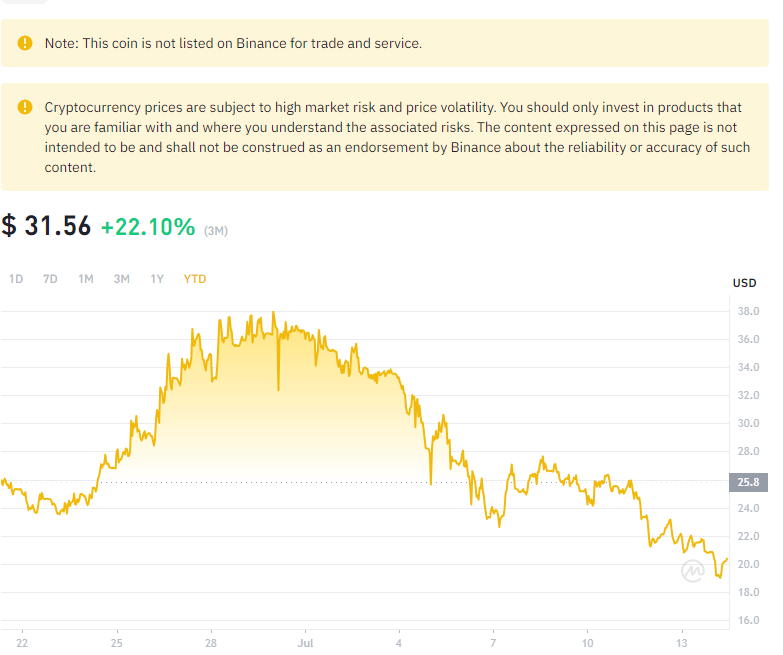 Note: This coin is not listed on Binance for trade and service.
Cryptocurrency prices are subject to high market risk and price volatility. You should only invest in products that
you are familiar with and where you understand the associated risks. The content expressed on this page is not
intended to be and shall not be construed as an endorsement by Binance about the reliability or accuracy of such
content.
$ 31.56 +22.10% (3M)
1D 7D 1M 3M 1Y YTD
USD
38.0
36.0
34.0
32.0
30.0
28.0
25.8
24.0
22.0
20.0
18.0
16.0
22 25 28 Jul 4 7 10 13